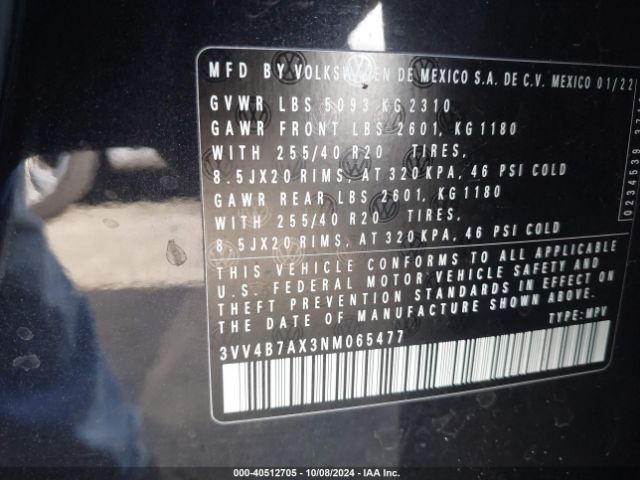 MFD BY VOLKSWAGEN DE MEXICO S.A. DE C.V. MEXICO 01/22
GVWR LBS 5093 KG 2310
GAWR FRONT LBS 2601, KG 1180
WITH 255/40 R20 TIRES,
8.5JX20 RIMS, AT 320 KPA, 46 PSI COLD
GAWR REAR LBS 2601, KG 1180
WITH 255/40 R20 TIRES,
8.5JX20 RIMS, AT 320 KPA, 46 PSI COLD
THIS VEHICLE CONFORMS TO ALL APPLICABLE
U.S. FEDERAL MOTOR VEHICLE SAFETY AND
THEFT PREVENTION STANDARDS IN EFFECT ON
THE DATE OF MANUFACTURE SHOWN ABOVE.
TYPE: MPV
3VV4B7AX3NM065477
000-40512705 - 10/08/2024 - IAA Inc.